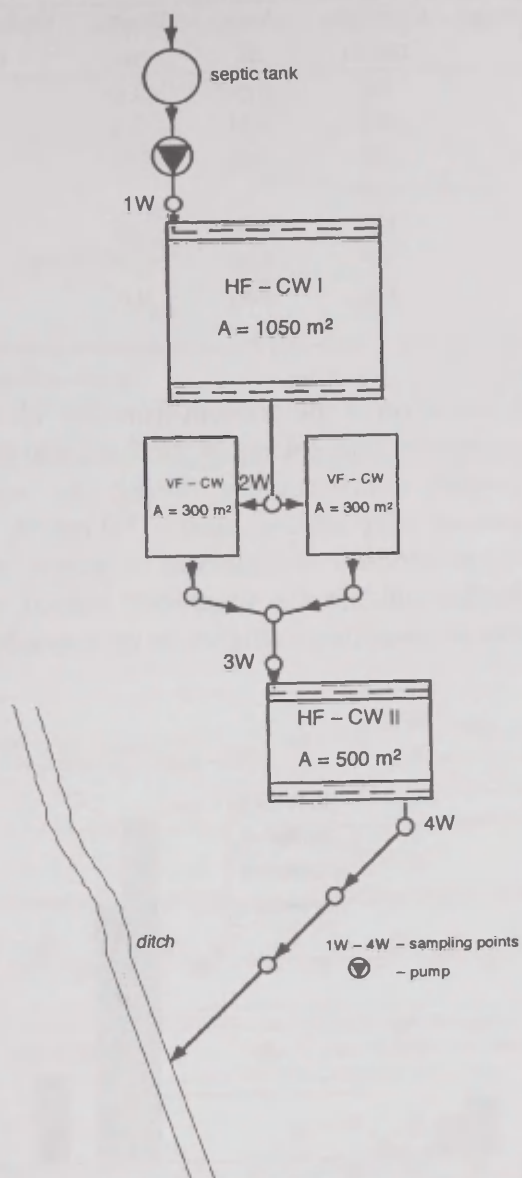 septic tank
1W
HF – CW I
A = 1050 m²
VF – CW
A = 300 m²
2W
VF – CW
A = 300 m²
3W
HF – CW II
A = 500 m²
4W
ditch
1W – 4W – sampling points
– pump